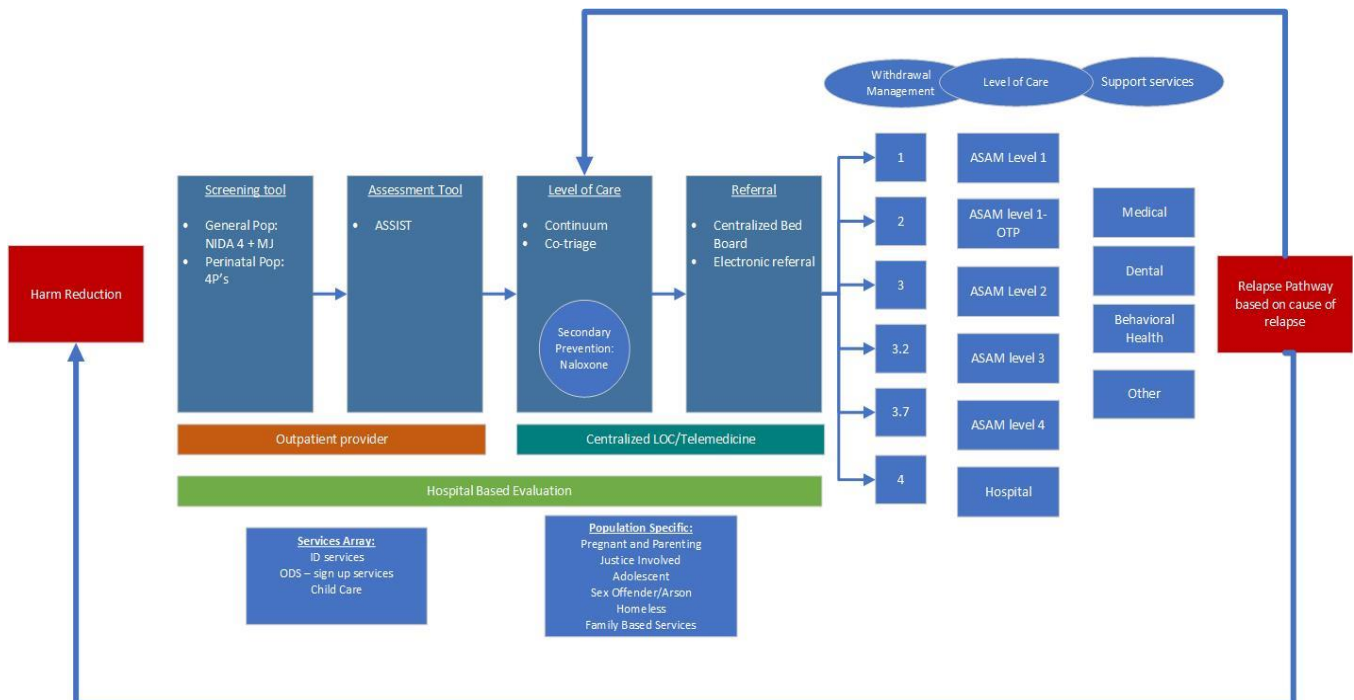 Harm Reduction
Screening tool
• General Pop:
NIDA 4 + MJ
• Perinatal Pop:
4P's
Assessment Tool
• ASSIST
Level of Care
• Continuum
• Co-triage
Secondary
Prevention:
Naloxone
Referral
• Centralized Bed
Board
• Electronic referral
Outpatient provider
Centralized LOC/Telemedicine
Hospital Based Evaluation
Services Array:
ID services
ODS – sign up services
Child Care
Population Specific:
Pregnant and Parenting
Justice Involved
Adolescent
Sex Offender/Arson
Homeless
Family Based Services
Withdrawal
Management
1
2
3
3.2
3.7
4
Level of Care
ASAM Level 1
ASAM level 1-
OTP
ASAM Level 2
ASAM level 3
ASAM level 4
Hospital
Support services
Medical
Dental
Behavioral
Health
Other
Relapse Pathway
based on cause of
relapse